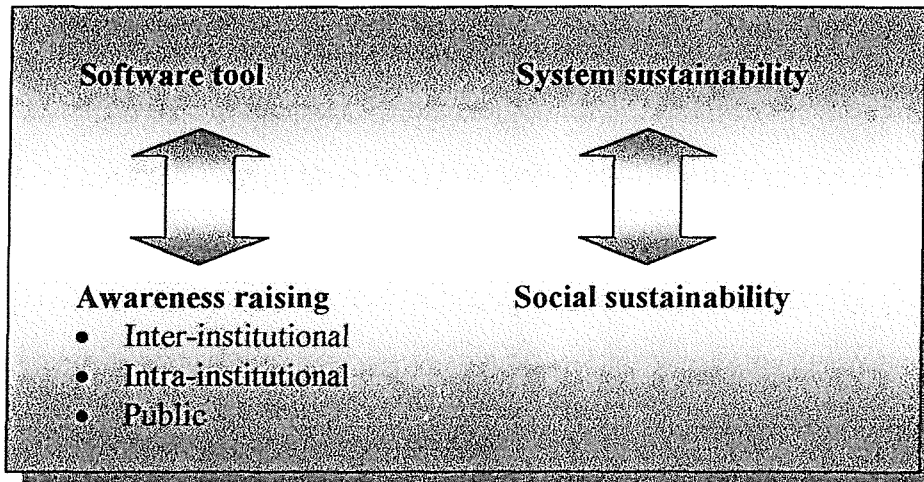 Software tool
System sustainability
Awareness raising
• Inter-institutional
• Intra-institutional
• Public
Social sustainability